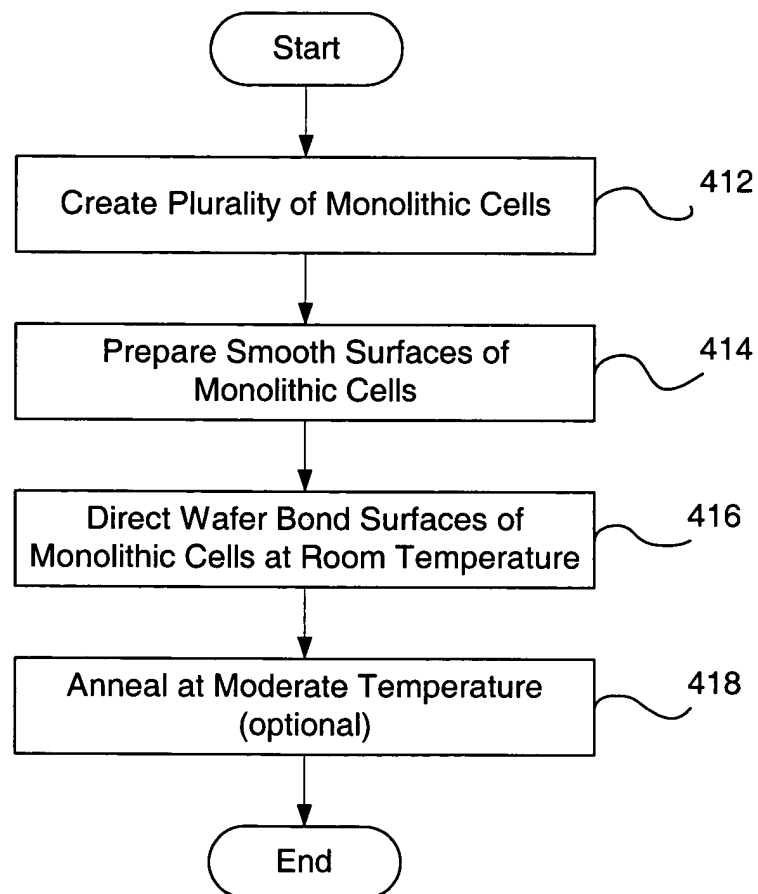 Start
Create Plurality of Monolithic Cells
412
Prepare Smooth Surfaces of
Monolithic Cells
414
Direct Wafer Bond Surfaces of
Monolithic Cells at Room Temperature
416
Anneal at Moderate Temperature
(optional)
418
End